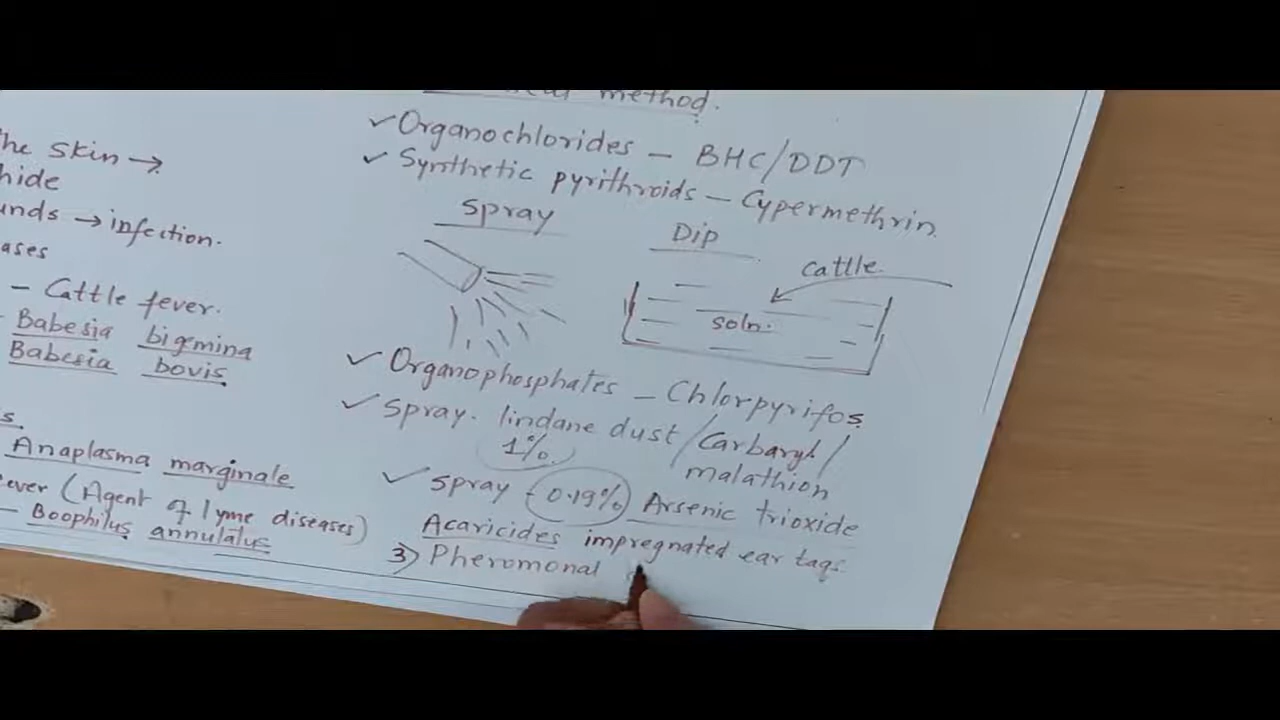 the skin →
hide
unds → infection.
ases
- Cattle fever.
- Babesia bigemina
Babesia bovis.
s.
Anaplasma marginale
ever (Agent of lyme diseases)
- Boophilus annulatus
method.
✓ Organochlorides - BHC/DDT
✓ Synthetic pyrithroids - Cypermethrin
Spray
Dip
cattle.
soln.
✓ Organophosphates - Chlorpyrifos
✓ Spray. lindane dust/Carbaryl/
1%.
malathion
✓ Spray - 0.19% Arsenic trioxide
Acaricides impregnated ear tags.
3) Pheromonal